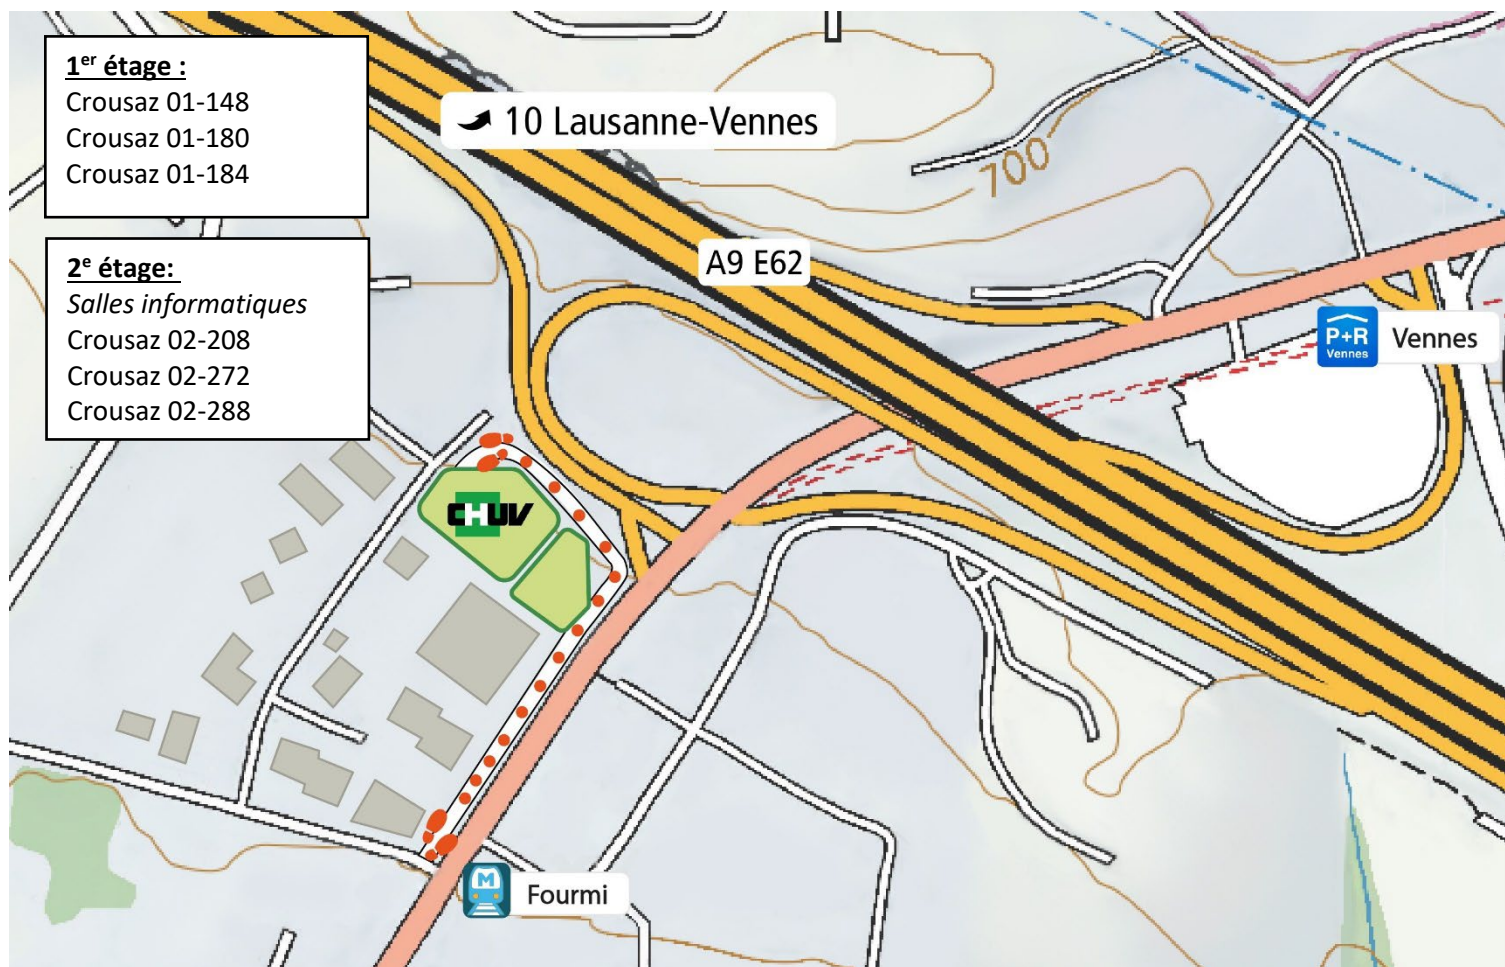 1er étage :
Crousaz 01-148
Crousaz 01-180
Crousaz 01-184
2e étage:
Salles informatiques
Crousaz 02-208
Crousaz 02-272
Crousaz 02-288
10 Lausanne-Vennes
700
A9 E62
P+R
Vennes
Vennes
CHUV
M
Fourmi